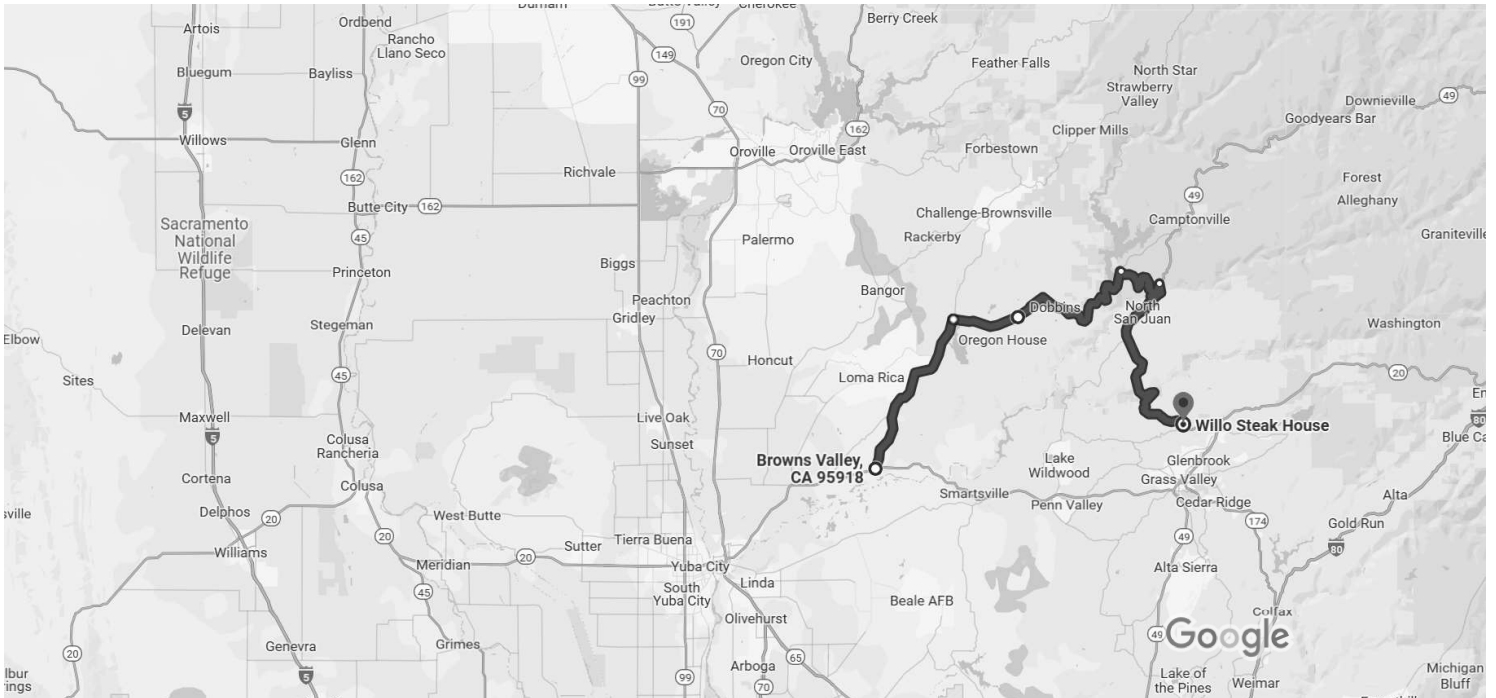 Durham
Cherokee
Artois
Ordbend
191
Berry Creek
Rancho
Llano Seco
149
Oregon City
Feather Falls
Bluegum
Bayliss
99
North Star
Strawberry
Valley
Downieville
49
5
70
Goodyears Bar
Willows
Glenn
162
Clipper Mills
Oroville
Oroville East
Forbestown
Richvale
162
Forest
Alleghany
Butte City
162
49
Sacramento
National
Wildlife
Refuge
45
Challenge-Brownsville
Camptonville
Rackerby
Palermo
Graniteville
Princeton
Biggs
Bangor
Peachton
Gridley
Dobbins
North
San Juan
Stegeman
Delevan
Oregon House
Washington
Elbow
70
Honcut
Sites
45
Loma Rica
20
Maxwell
Live Oak
5
Colusa
Rancheria
Sunset
Willo Steak House
80
Browns Valley,
CA 95918
Lake
Wildwood
Glenbrook
Cortena
Colusa
Smartsville
Grass Valley
Penn Valley
Cedar Ridge
Alta
Delphos
20
West Butte
174
Gold Run
Williams
20
Sutter
Tierra Buena
80
Meridian
20
Yuba City
49
Alta Sierra
45
South
Yuba City
Linda
Beale AFB
Olivehurst
Colfax
Genevra
Grimes
49
Google
20
65
Arboga
5
99
70
Lake of
the Pines
Weimar
Michigan
Bluff